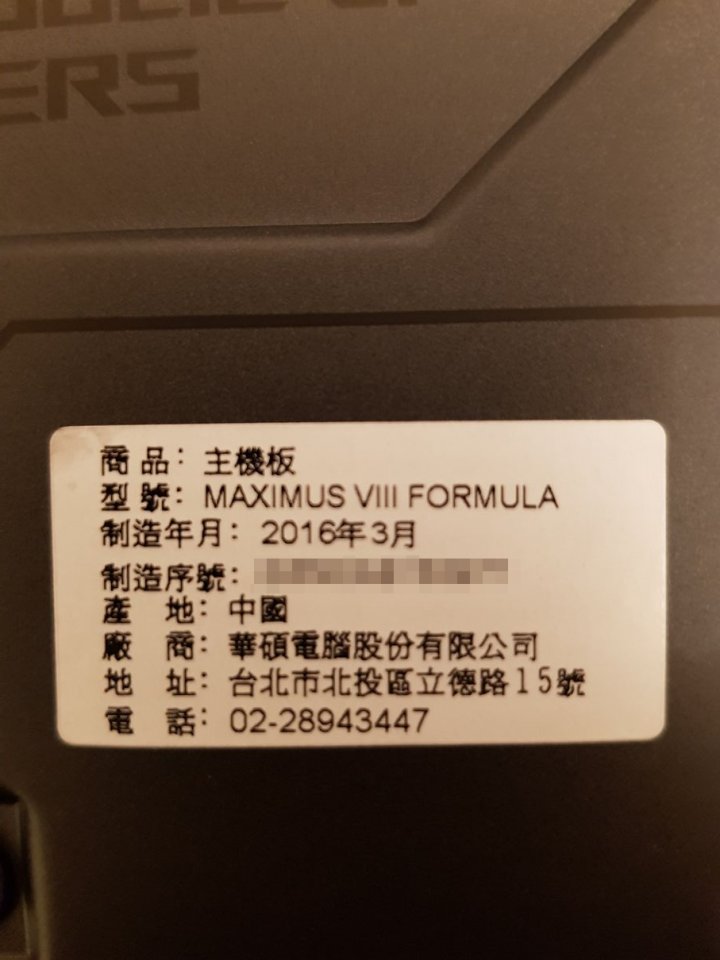 ERS
商 品： 主機板
型 號： MAXIMUS VIII FORMULA
制造年月： 2016年3月
制造序號：
產　地： 中國
廠　商： 華碩電腦股份有限公司
地　址： 台北市北投區立德路15號
電　話： 02-28943447